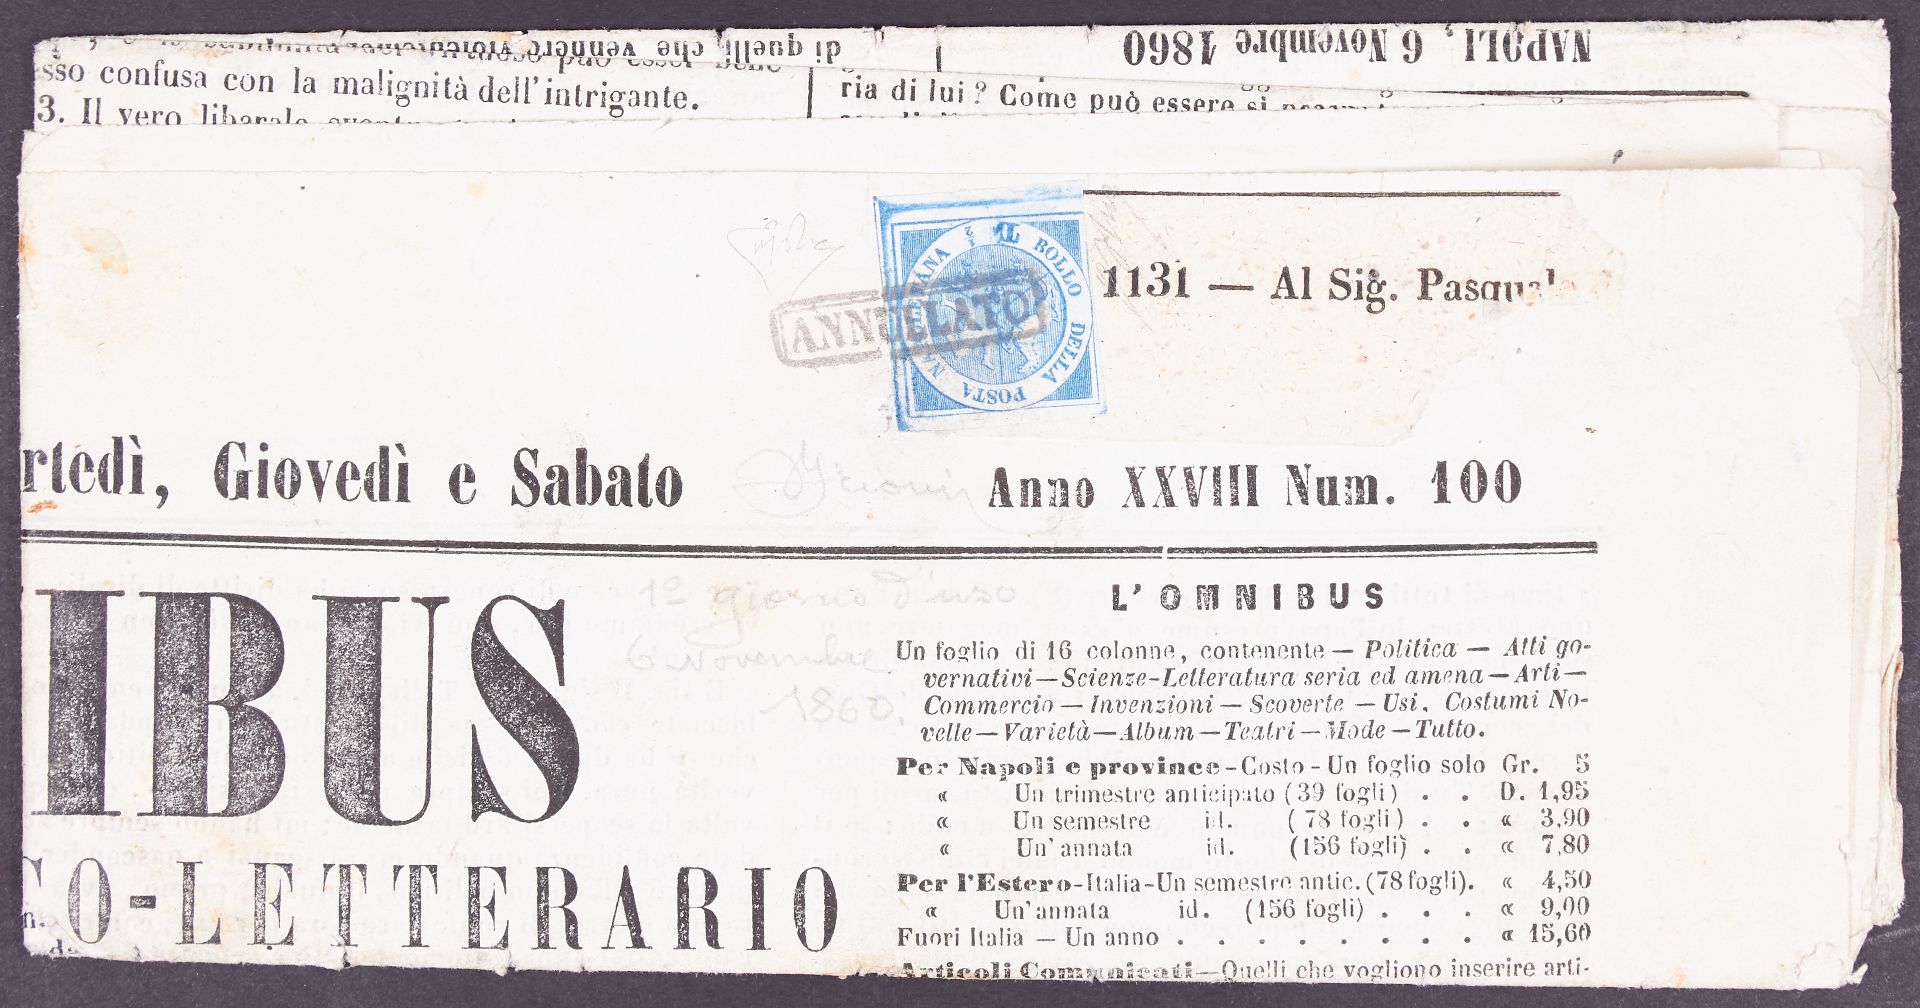 di quelli che vennero
NAPOLI, 6 Novembre 1860
sso confusa con la malignità dell'intrigante.
ria di lui? Come può essere si
3. Il vero liberale
BOLLO DELLA POSTA NAPOLETANA
ANNULLATO
1131 — Al Sig. Pasquale
rtedì, Giovedì e Sabato
Anno XXVIII Num. 100
IBUS
1º giorno d'uso
6 Novembre
1860.
CO-LETTERARIO
L'OMNIBUS
Un foglio di 16 colonne, contenente — Politica — Atti go-
vernativi — Scienze-Letteratura seria ed amena — Arti —
Commercio — Invenzioni — Scoverte — Usi, Costumi No-
velle — Varietà — Album — Teatri — Mode — Tutto.
Per Napoli e province - Costo - Un foglio solo Gr. 5
« Un trimestre anticipato (39 fogli) . . D. 1,95
« Un semestre id. (78 fogli) . . « 3,90
« Un' annata id. (156 fogli) . . « 7,80
Per l'Estero-Italia-Un semestre antic. (78 fogli). « 4,50
« Un' annata id. (156 fogli) . . . « 9,00
Fuori Italia — Un anno . . . . . . . . « 15,60
Articoli Comunicati — Quelli che vogliono inserire arti-